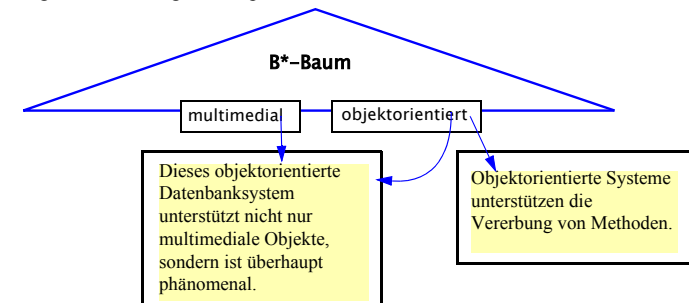 B*–Baum
multimedial
objektorientiert
Dieses objektorientierte
Datenbanksystem
unterstützt nicht nur
multimediale Objekte,
sondern ist überhaupt
phänomenal.
Objektorientierte Systeme
unterstützen die
Vererbung von Methoden.